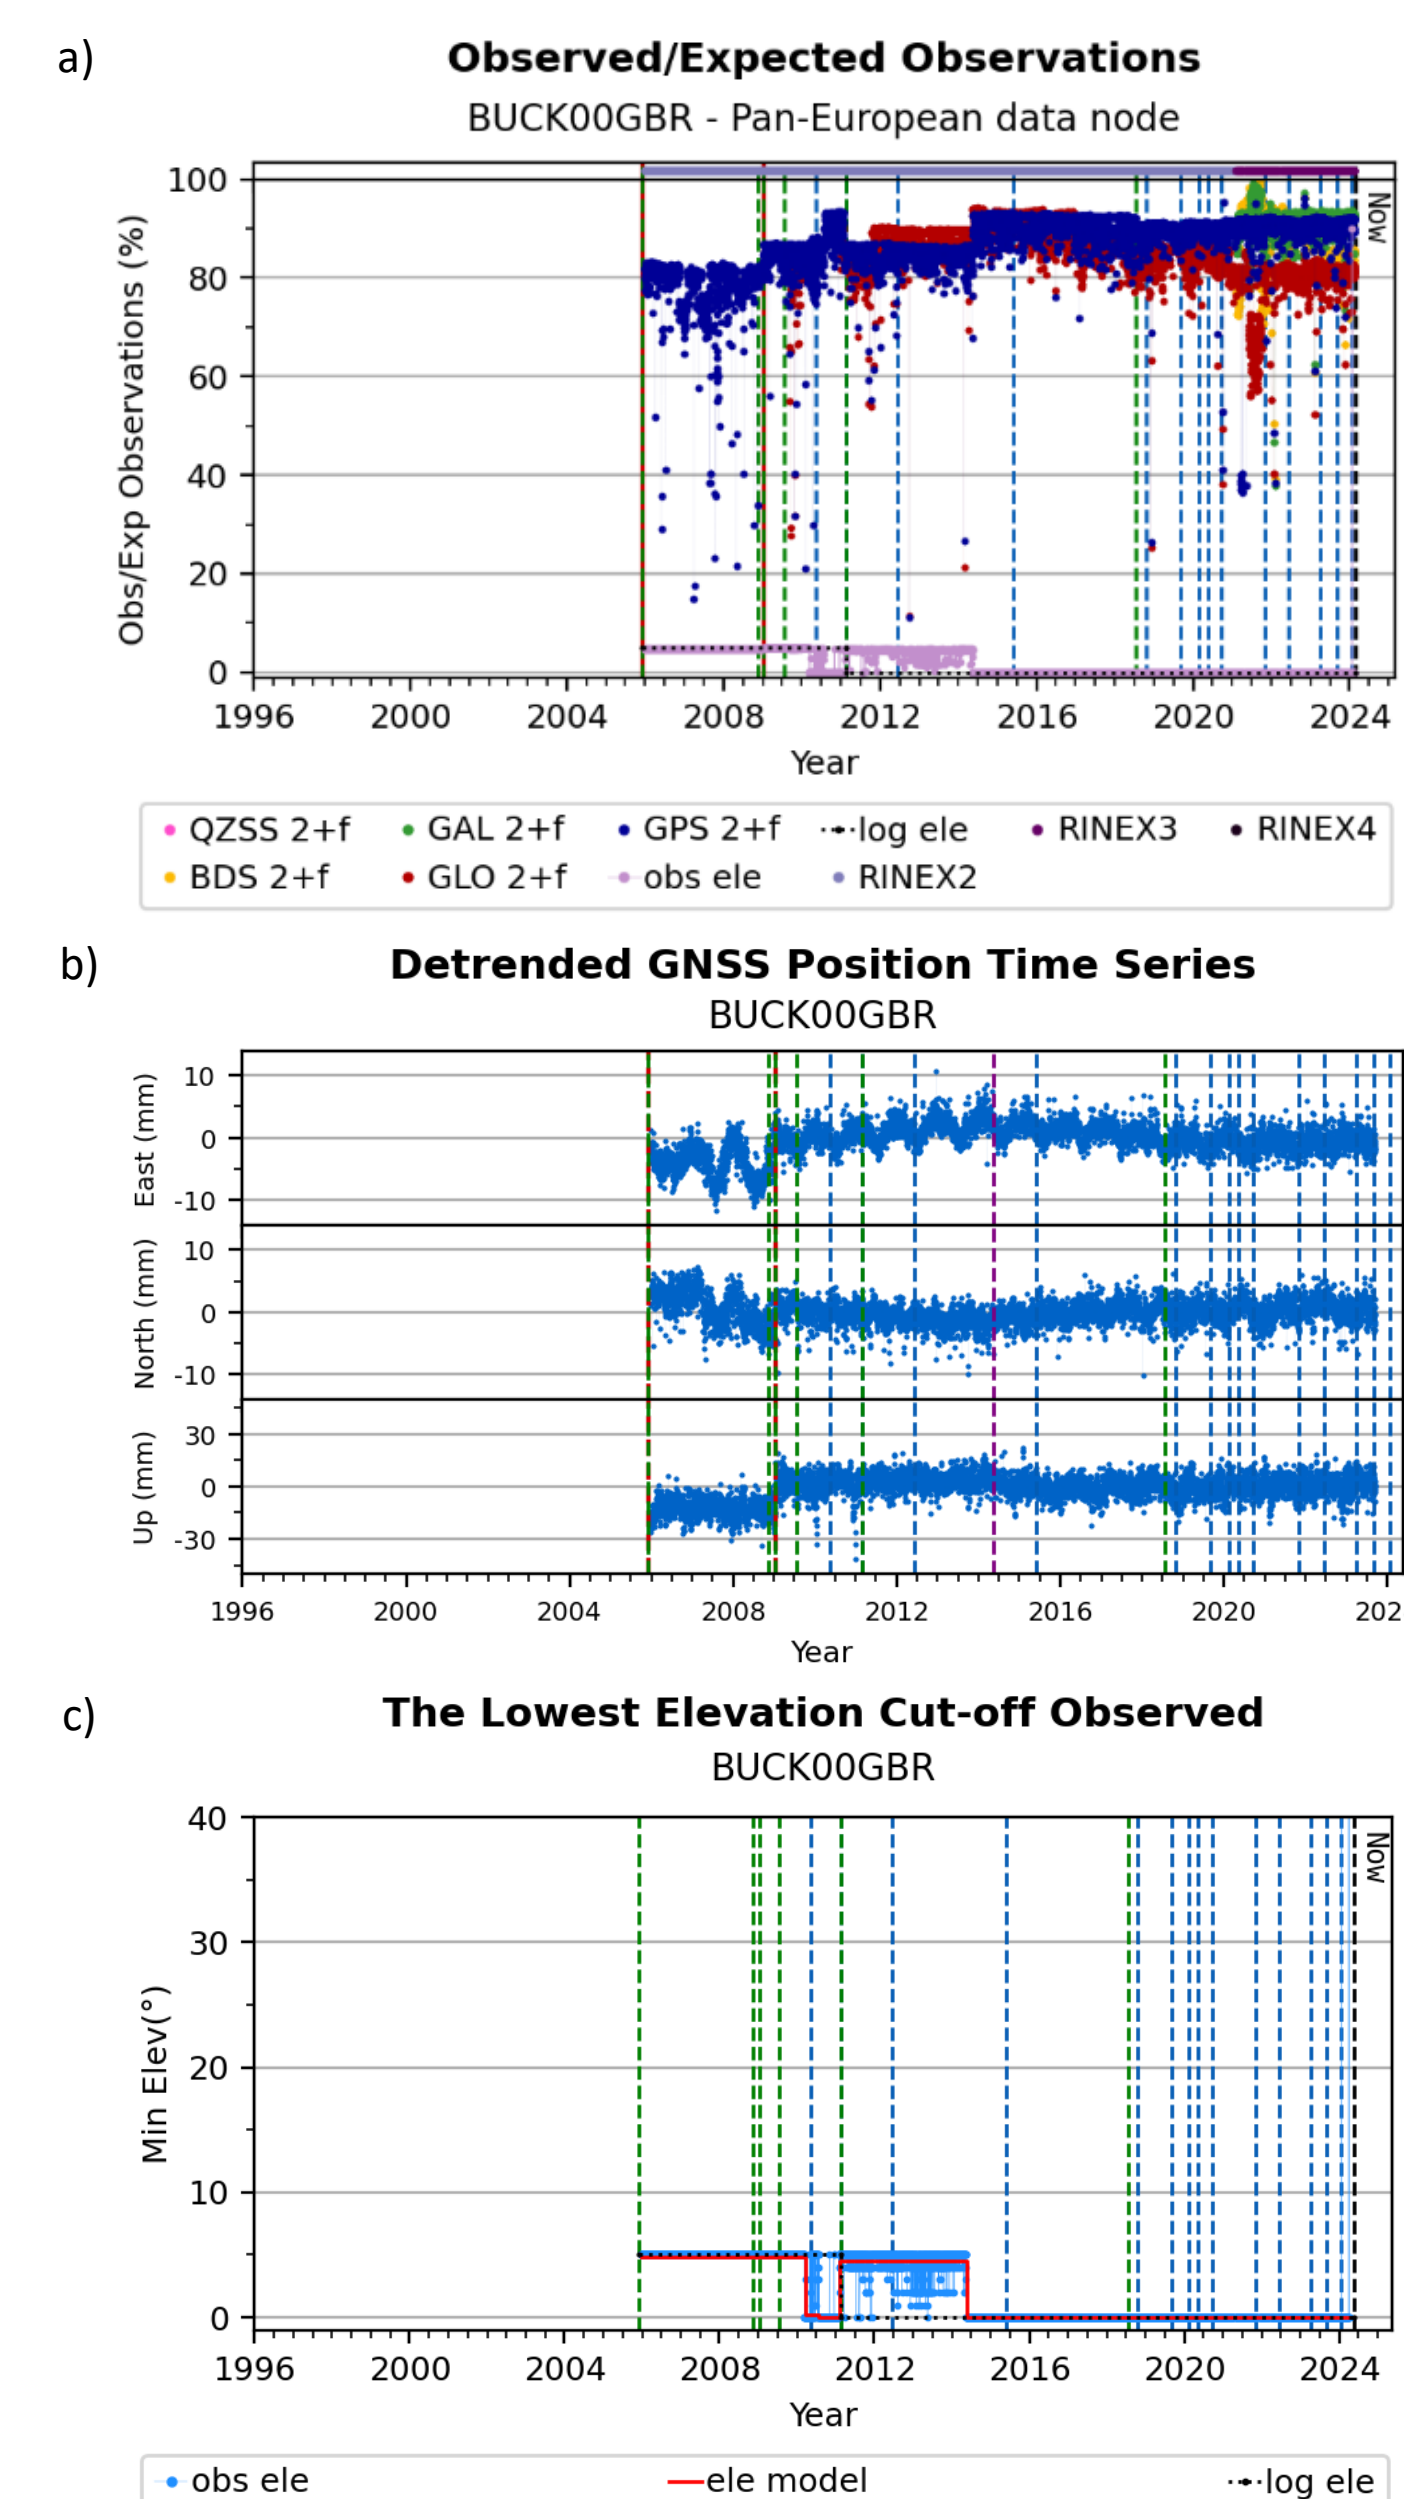 a)
Observed/Expected Observations
BUCK00GBR - Pan-European data node
100
80
60
40
20
0
Obs/Exp Observations (%)
Now
1996 2000 2004 2008 2012 2016 2020 2024
Year
QZSS 2+f GAL 2+f GPS 2+f log ele RINEX3 RINEX4
BDS 2+f GLO 2+f obs ele RINEX2
b)
Detrended GNSS Position Time Series
BUCK00GBR
10
0
-10
East (mm)
10
0
-10
North (mm)
30
0
-30
Up (mm)
1996 2000 2004 2008 2012 2016 2020 202
Year
c)
The Lowest Elevation Cut-off Observed
BUCK00GBR
40
30
20
10
0
Min Elev(°)
Now
1996 2000 2004 2008 2012 2016 2020 2024
Year
obs ele ele model log ele